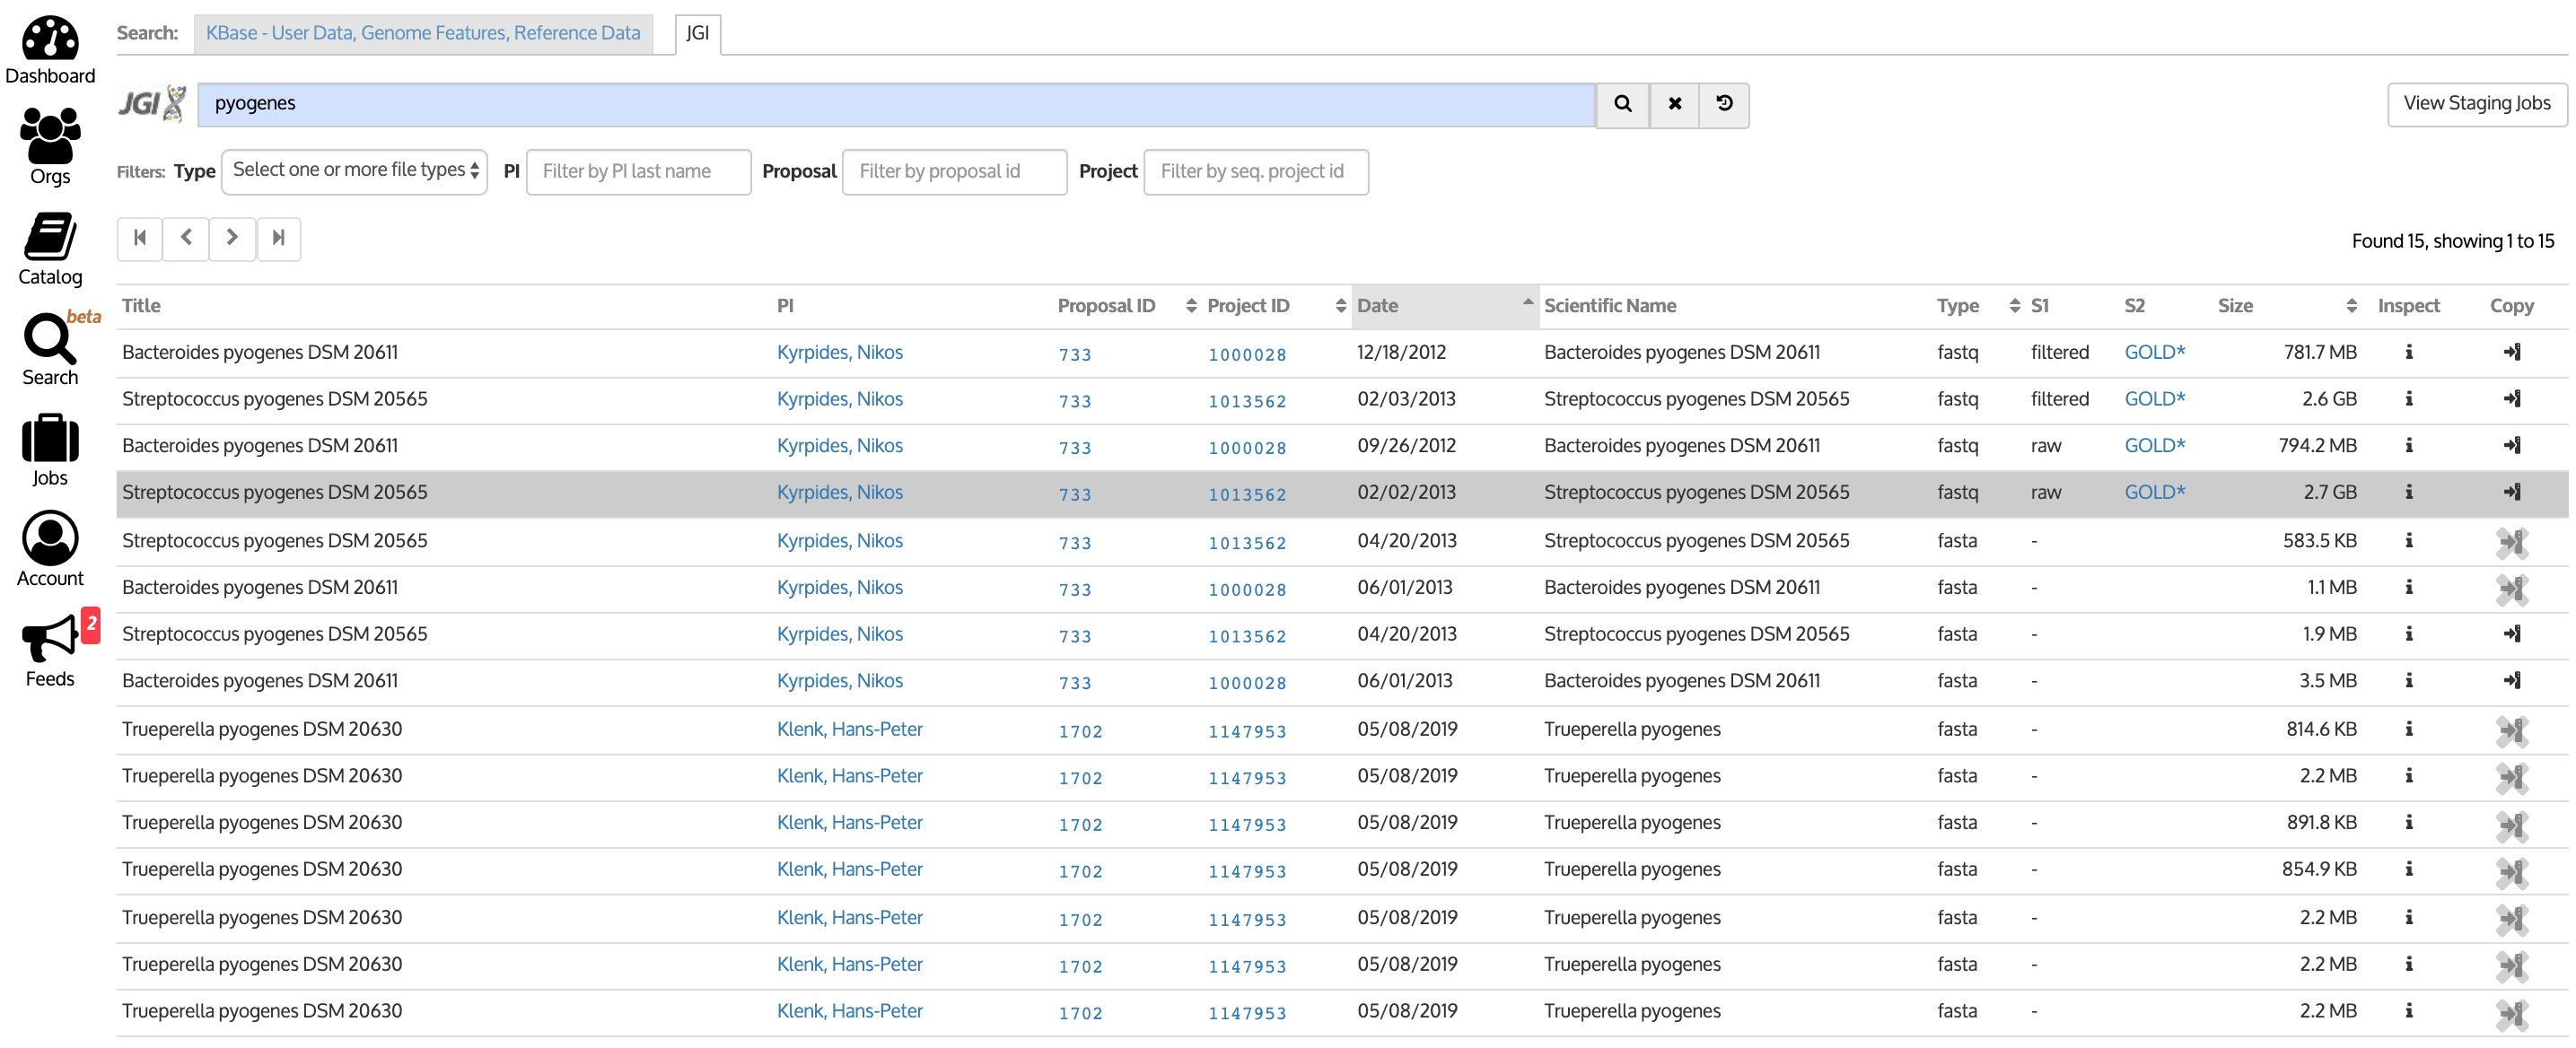 Search: KBase - User Data, Genome Features, Reference Data JGI
JGI pyogenes View Staging Jobs
Filters: Type Select one or more file types PI Filter by PI last name Proposal Filter by proposal id Project Filter by seq. project id
Found 15, showing 1 to 15
Dashboard
Orgs
Catalog
beta
Search
Jobs
Account
2
Feeds
Title PI Proposal ID Project ID Date Scientific Name Type S1 S2 Size Inspect Copy
Bacteroides pyogenes DSM 20611 Kyrpides, Nikos 733 1000028 12/18/2012 Bacteroides pyogenes DSM 20611 fastq filtered GOLD* 781.7 MB
Streptococcus pyogenes DSM 20565 Kyrpides, Nikos 733 1013562 02/03/2013 Streptococcus pyogenes DSM 20565 fastq filtered GOLD* 2.6 GB
Bacteroides pyogenes DSM 20611 Kyrpides, Nikos 733 1000028 09/26/2012 Bacteroides pyogenes DSM 20611 fastq raw GOLD* 794.2 MB
Streptococcus pyogenes DSM 20565 Kyrpides, Nikos 733 1013562 02/02/2013 Streptococcus pyogenes DSM 20565 fastq raw GOLD* 2.7 GB
Streptococcus pyogenes DSM 20565 Kyrpides, Nikos 733 1013562 04/20/2013 Streptococcus pyogenes DSM 20565 fasta - 583.5 KB
Bacteroides pyogenes DSM 20611 Kyrpides, Nikos 733 1000028 06/01/2013 Bacteroides pyogenes DSM 20611 fasta - 1.1 MB
Streptococcus pyogenes DSM 20565 Kyrpides, Nikos 733 1013562 04/20/2013 Streptococcus pyogenes DSM 20565 fasta - 1.9 MB
Bacteroides pyogenes DSM 20611 Kyrpides, Nikos 733 1000028 06/01/2013 Bacteroides pyogenes DSM 20611 fasta - 3.5 MB
Trueperella pyogenes DSM 20630 Klenk, Hans-Peter 1702 1147953 05/08/2019 Trueperella pyogenes fasta - 814.6 KB
Trueperella pyogenes DSM 20630 Klenk, Hans-Peter 1702 1147953 05/08/2019 Trueperella pyogenes fasta - 2.2 MB
Trueperella pyogenes DSM 20630 Klenk, Hans-Peter 1702 1147953 05/08/2019 Trueperella pyogenes fasta - 891.8 KB
Trueperella pyogenes DSM 20630 Klenk, Hans-Peter 1702 1147953 05/08/2019 Trueperella pyogenes fasta - 854.9 KB
Trueperella pyogenes DSM 20630 Klenk, Hans-Peter 1702 1147953 05/08/2019 Trueperella pyogenes fasta - 2.2 MB
Trueperella pyogenes DSM 20630 Klenk, Hans-Peter 1702 1147953 05/08/2019 Trueperella pyogenes fasta - 2.2 MB
Trueperella pyogenes DSM 20630 Klenk, Hans-Peter 1702 1147953 05/08/2019 Trueperella pyogenes fasta - 2.2 MB